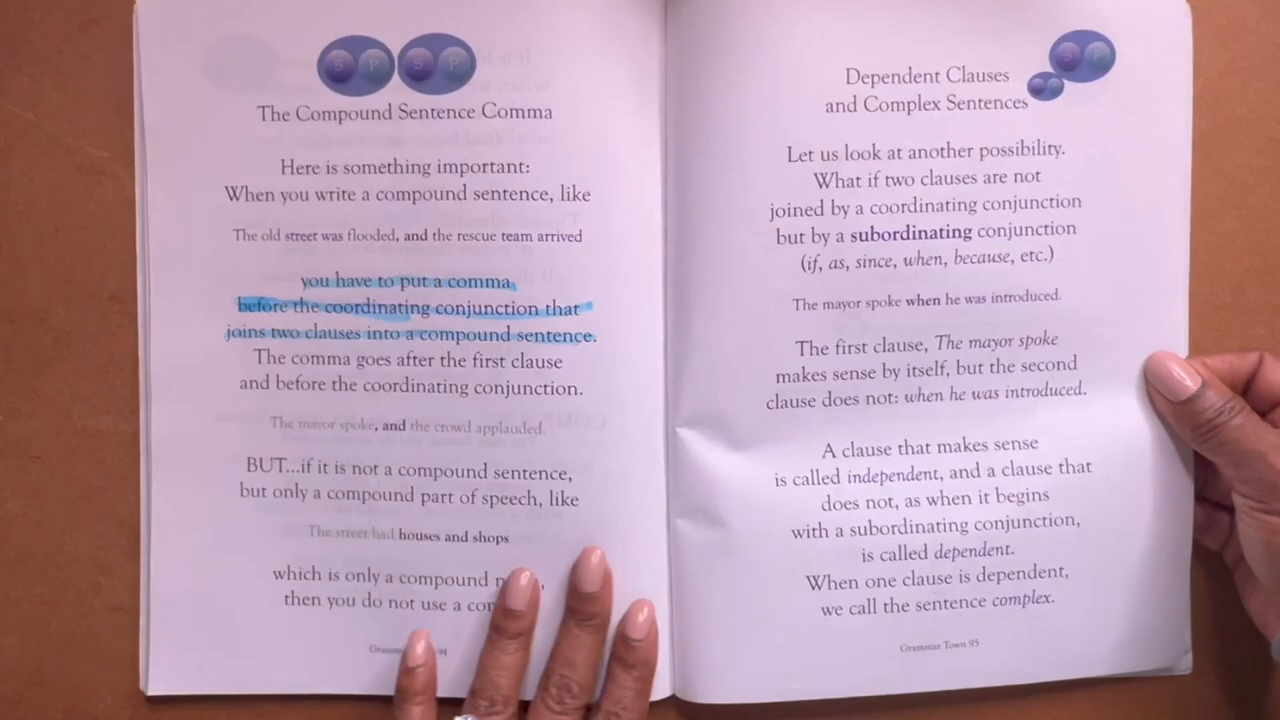 S P S P
The Compound Sentence Comma
Here is something important:
When you write a compound sentence, like
The old street was flooded, and the rescue team arrived
you have to put a comma
before the coordinating conjunction that
joins two clauses into a compound sentence.
The comma goes after the first clause
and before the coordinating conjunction.
The mayor spoke, and the crowd applauded.
BUT...if it is not a compound sentence,
but only a compound part of speech, like
The street had houses and shops
which is only a compound
then you do not use a
S P
Dependent Clauses
and Complex Sentences
Let us look at another possibility.
What if two clauses are not
joined by a coordinating conjunction
but by a subordinating conjunction
(if, as, since, when, because, etc.)
The mayor spoke when he was introduced.
The first clause, The mayor spoke
makes sense by itself, but the second
clause does not: when he was introduced.
A clause that makes sense
is called independent, and a clause that
does not, as when it begins
with a subordinating conjunction,
is called dependent.
When one clause is dependent,
we call the sentence complex.
Grammar Town 95